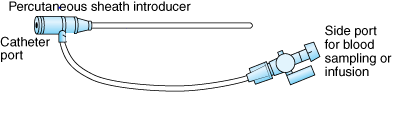 Percutaneous sheath introducer
Catheter
port
Side port
for blood
sampling or
infusion